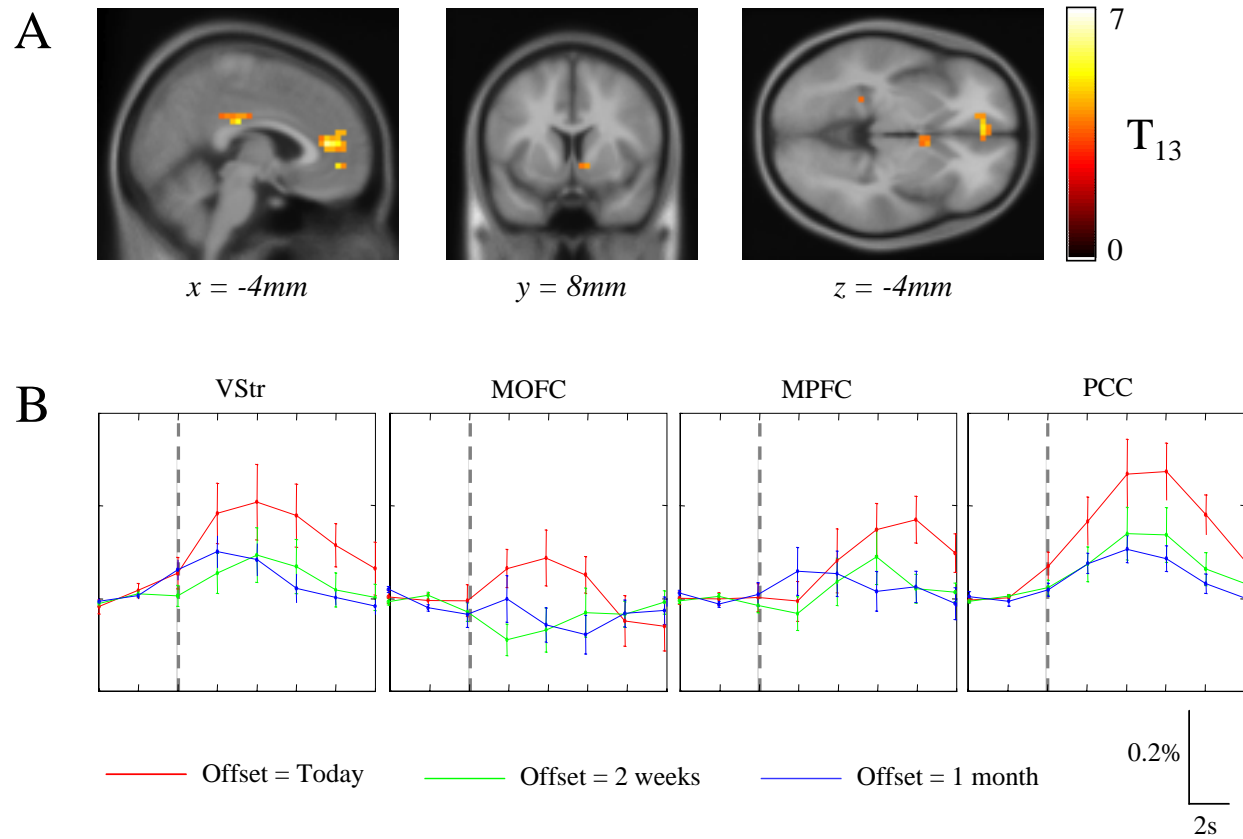 A
7
T13
0
x = -4mm
y = 8mm
z = -4mm
B
VStr
MOFC
MPFC
PCC
0.2%
2s
Offset = Today
Offset = 2 weeks
Offset = 1 month